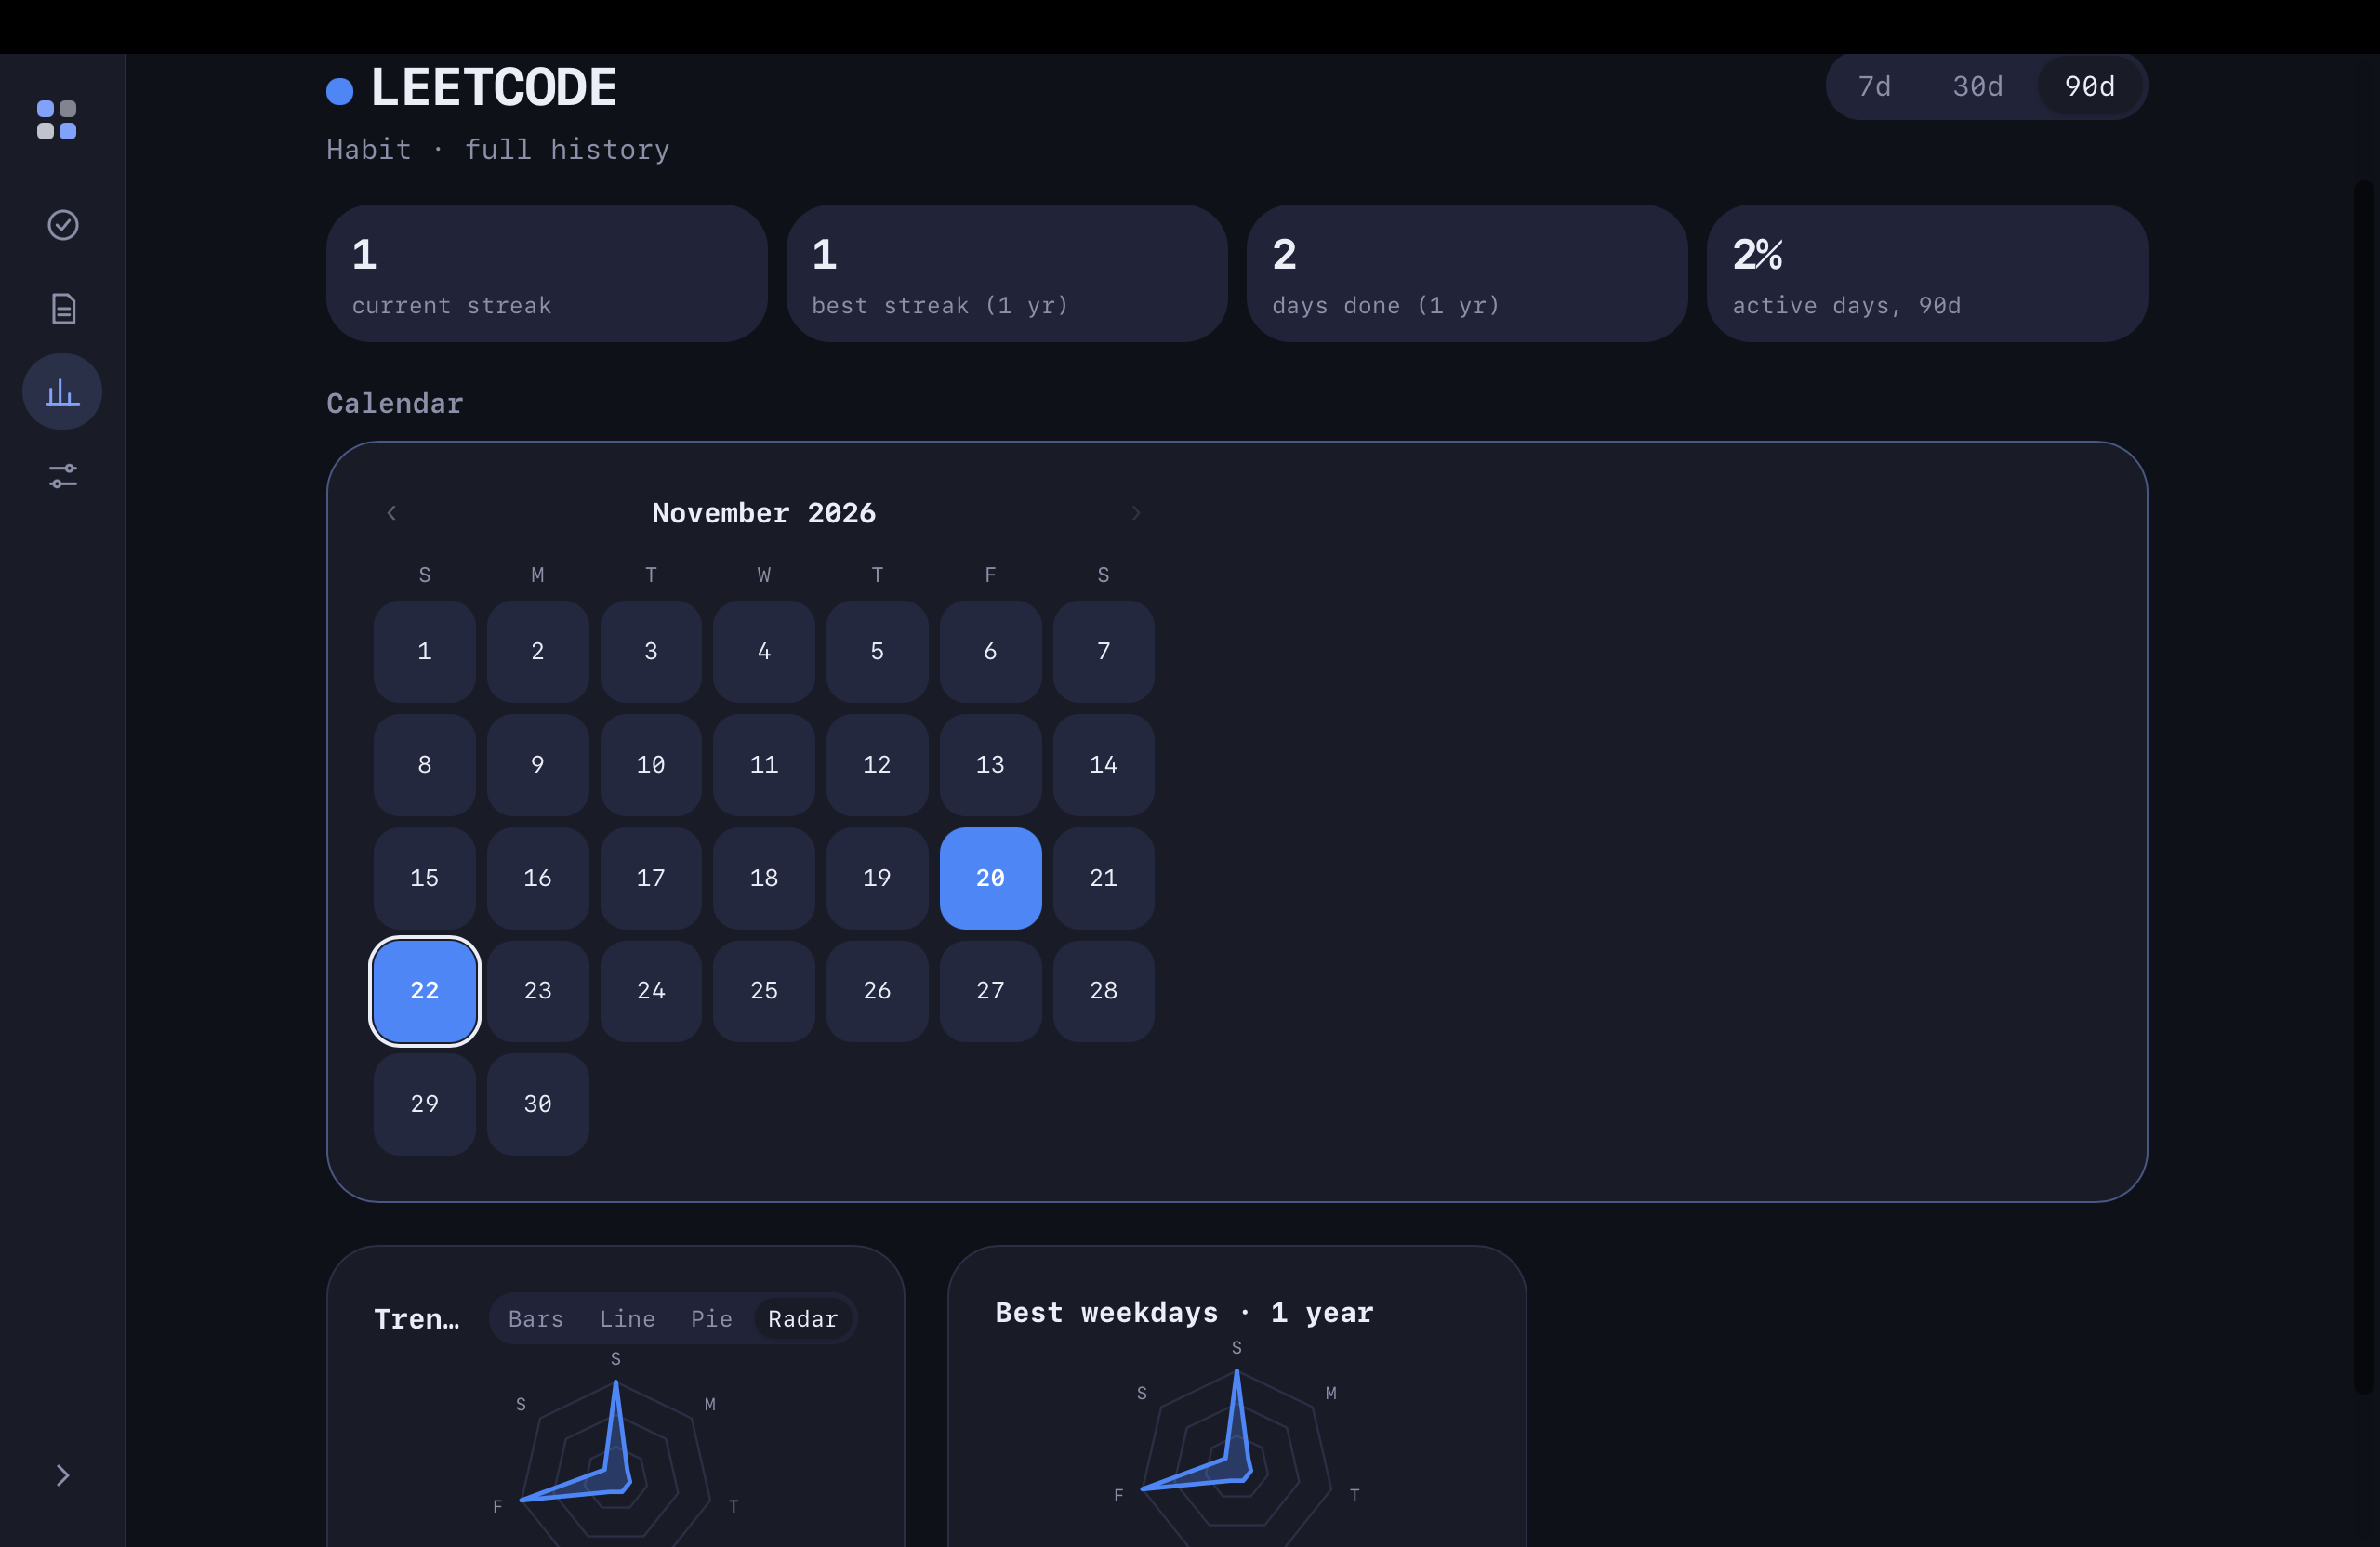 LEETCODE
7d 30d 90d
Habit · full history
1
current streak
1
best streak (1 yr)
2
days done (1 yr)
2%
active days, 90d
Calendar
‹ November 2026 ›
S M T W T F S
1 2 3 4 5 6 7
8 9 10 11 12 13 14
15 16 17 18 19 20 21
22 23 24 25 26 27 28
29 30
Tren…
Bars Line Pie Radar
S
S M
F T
Best weekdays · 1 year
S
S M
F T